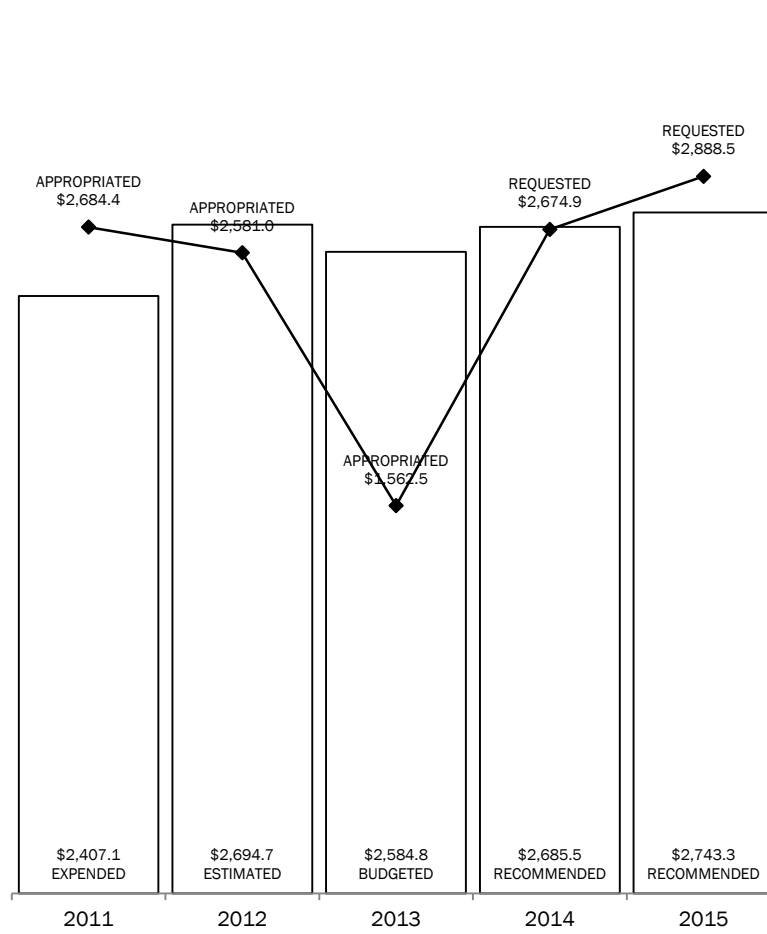 REQUESTED
$2,888.5
APPROPRIATED
$2,684.4
REQUESTED
$2,674.9
APPROPRIATED
$2,581.0
APPROPRIATED
$1,562.5
$2,407.1
EXPENDED
$2,694.7
ESTIMATED
$2,584.8
BUDGETED
$2,685.5
RECOMMENDED
$2,743.3
RECOMMENDED
2011
2012
2013
2014
2015